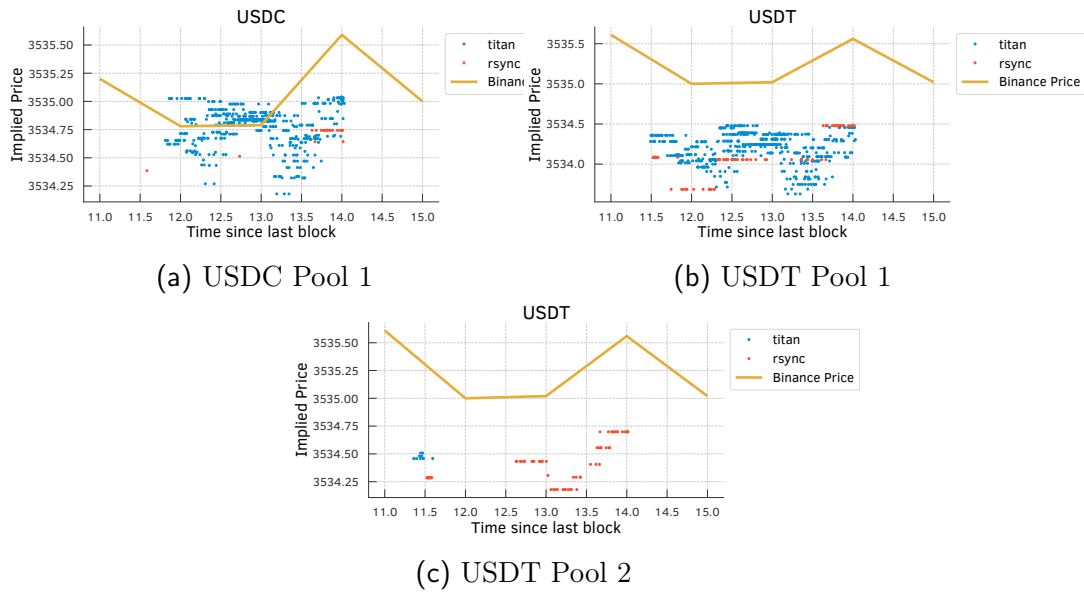 USDC
Implied Price
3535.50
3535.25
3535.00
3534.75
3534.50
3534.25
11.0 11.5 12.0 12.5 13.0 13.5 14.0 14.5 15.0
Time since last block
titan
rsync
Binance
(a) USDC Pool 1
USDT
Implied Price
3535.5
3535.0
3534.5
3534.0
11.0 11.5 12.0 12.5 13.0 13.5 14.0 14.5 15.0
Time since last block
titan
rsync
Binance Price
(b) USDT Pool 1
USDT
Implied Price
3535.50
3535.25
3535.00
3534.75
3534.50
3534.25
11.0 11.5 12.0 12.5 13.0 13.5 14.0 14.5 15.0
Time since last block
titan
rsync
Binance Price
(c) USDT Pool 2